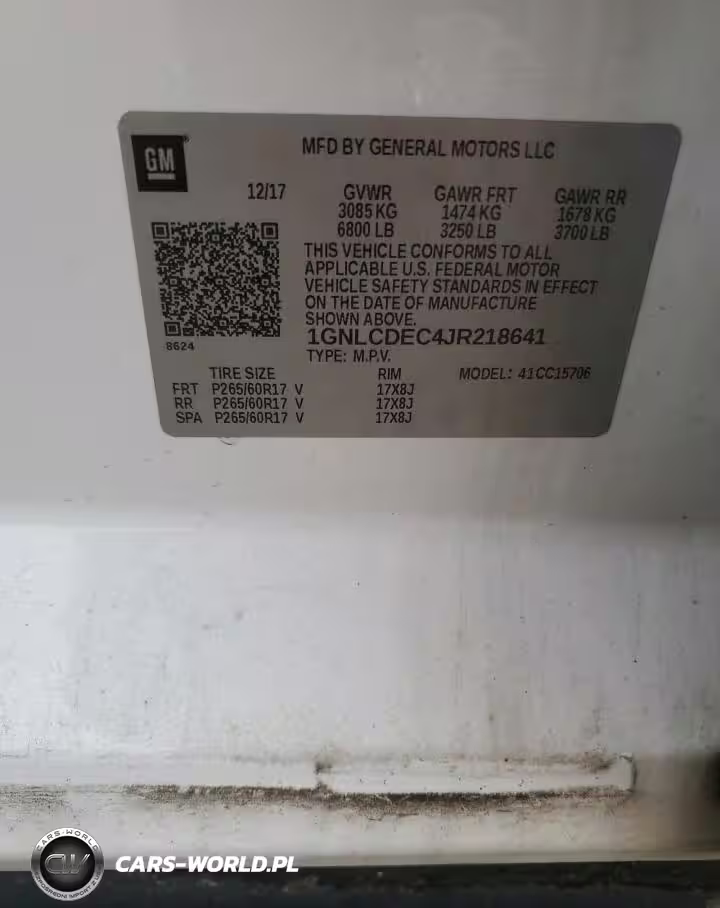 GM
MFD BY GENERAL MOTORS LLC
12/17 GVWR GAWR FRT GAWR RR
3085 KG 1474 KG 1678 KG
6800 LB 3250 LB 3700 LB
THIS VEHICLE CONFORMS TO ALL
APPLICABLE U.S. FEDERAL MOTOR
VEHICLE SAFETY STANDARDS IN EFFECT
ON THE DATE OF MANUFACTURE
SHOWN ABOVE.
1GNLCDEC4JR218641
8624
TYPE: M.P.V.
TIRE SIZE RIM MODEL: 41CC15706
FRT P265/60R17 V 17X8J
RR P265/60R17 V 17X8J
SPA P265/60R17 V 17X8J
CARS-WORLD
CW
CARS-WORLD.PL